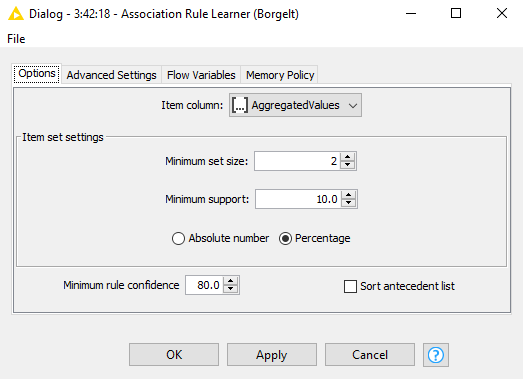 Dialog - 3:42:18 - Association Rule Learner (Borgelt)
File
Options Advanced Settings Flow Variables Memory Policy
Item column: [...] AggregatedValues
Item set settings
Minimum set size: 2
Minimum support: 10.0
Absolute number Percentage
Minimum rule confidence 80.0 Sort antecedent list
OK Apply Cancel ?